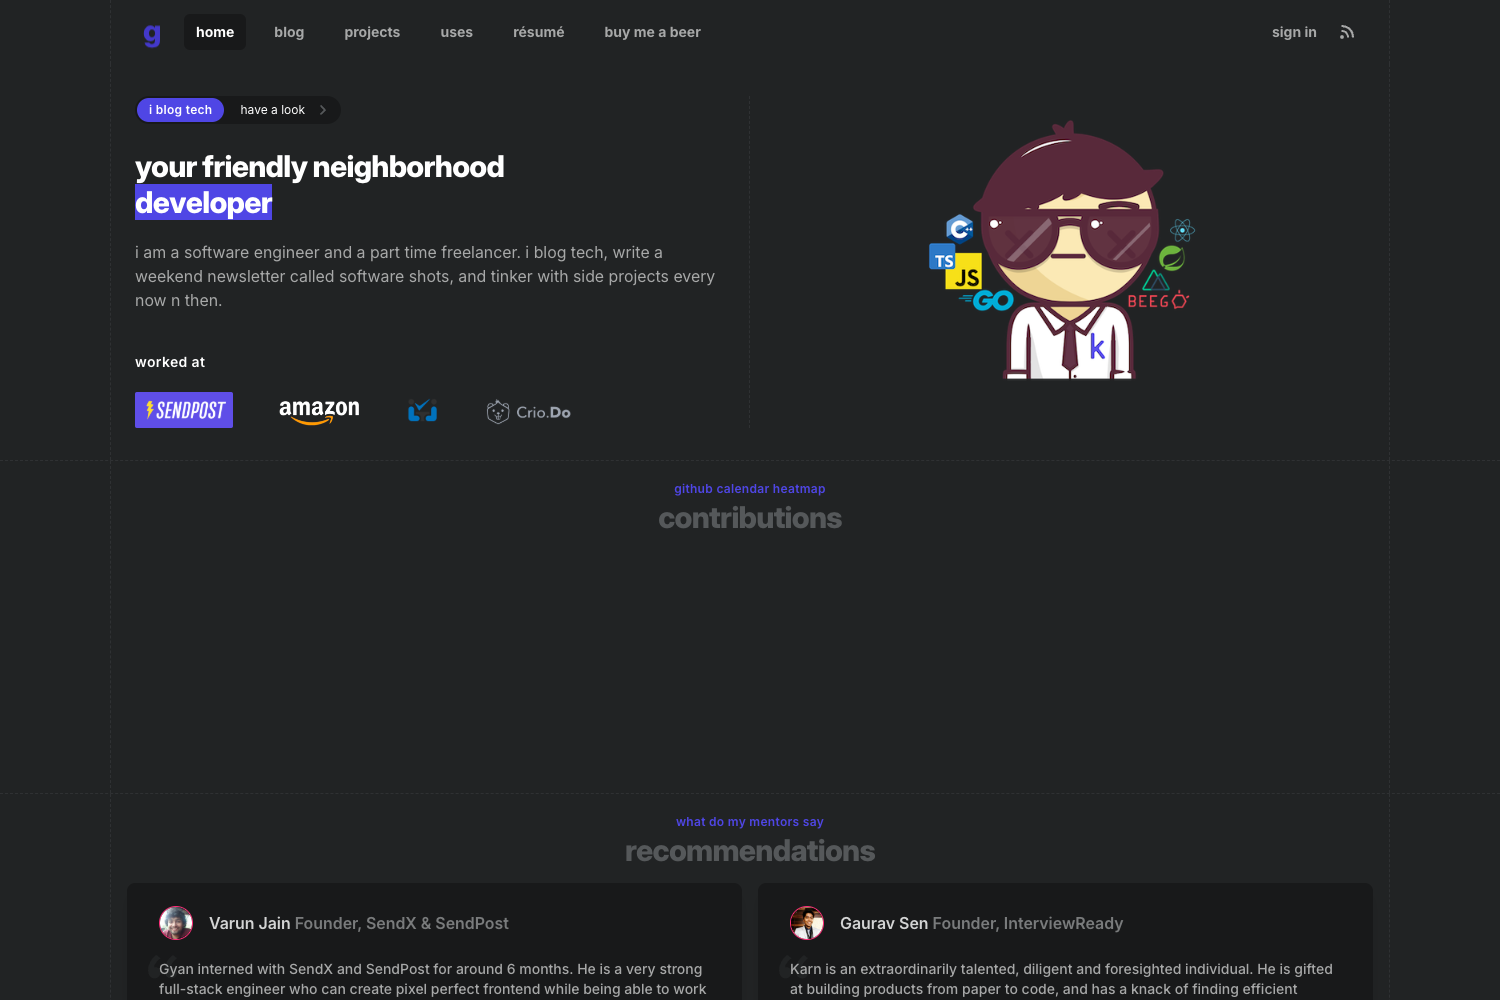 g home blog projects uses résumé buy me a beer sign in
i blog tech have a look
your friendly neighborhood
developer
i am a software engineer and a part time freelancer. i blog tech, write a
weekend newsletter called software shots, and tinker with side projects every
now n then.
worked at
SENDPOST amazon Crio.Do
C++
TS
JS
GO
BEEGO
k
github calendar heatmap
contributions
what do my mentors say
recommendations
Varun Jain Founder, SendX & SendPost
Gyan interned with SendX and SendPost for around 6 months. He is a very strong
full-stack engineer who can create pixel perfect frontend while being able to work
Gaurav Sen Founder, InterviewReady
Karn is an extraordinarily talented, diligent and foresighted individual. He is gifted
at building products from paper to code, and has a knack of finding efficient